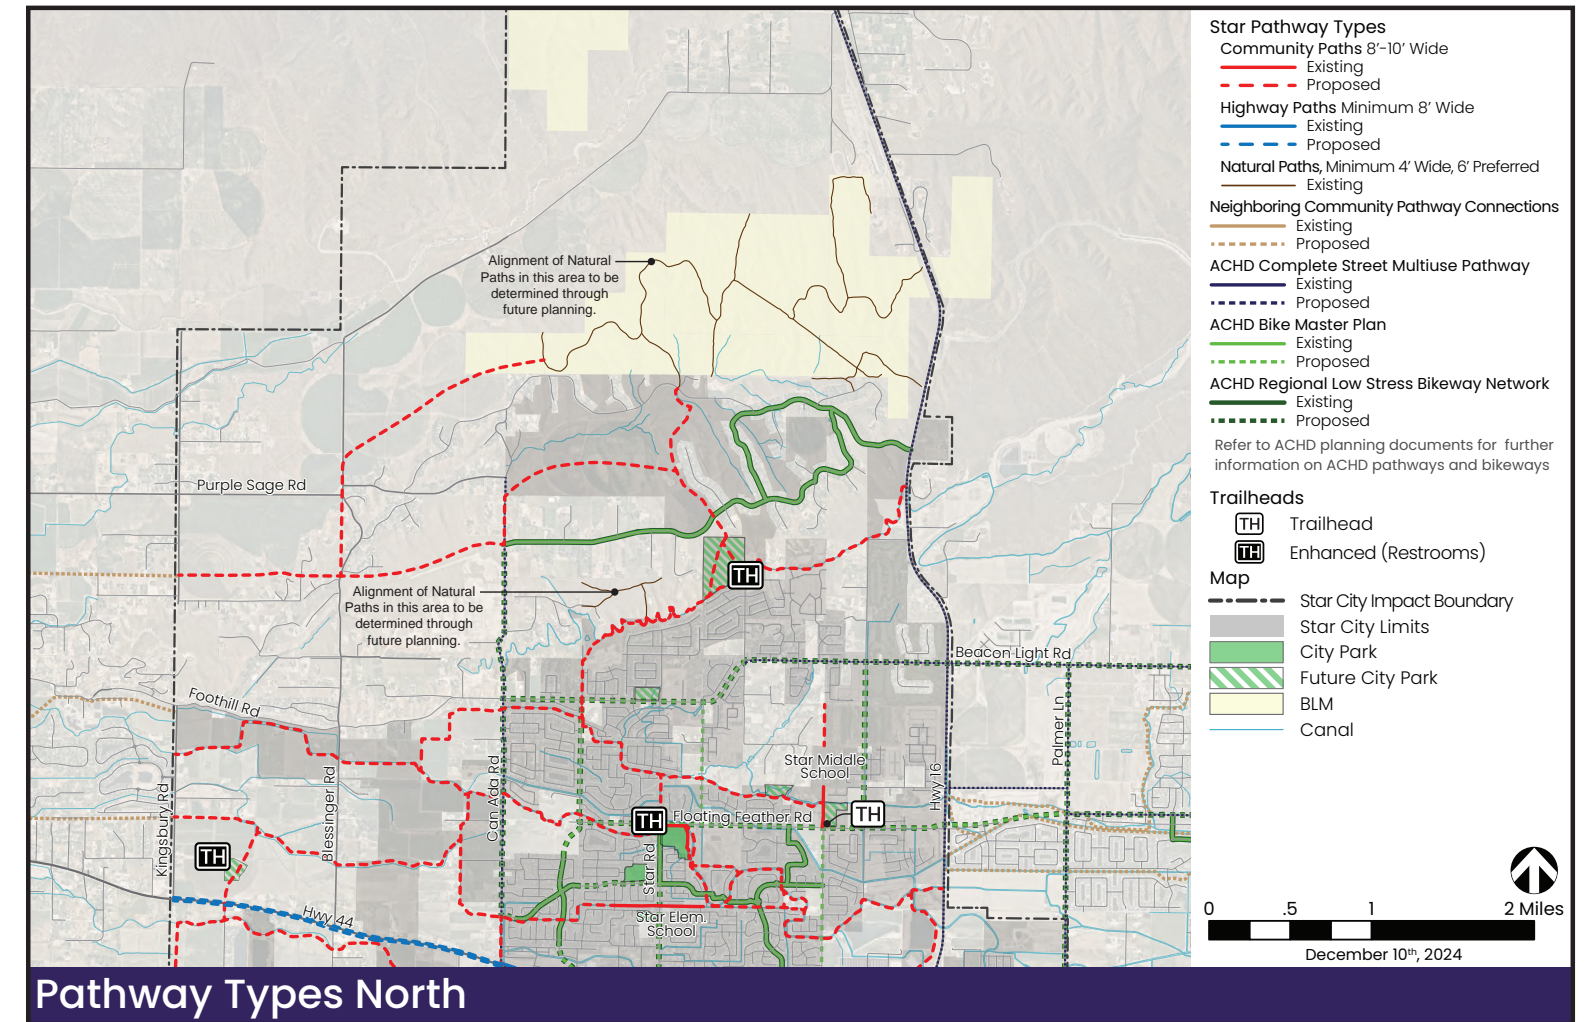 Star Pathway Types
Community Paths 8'-10' Wide
Existing
Proposed
Highway Paths Minimum 8' Wide
Existing
Proposed
Natural Paths, Minimum 4' Wide, 6' Preferred
Existing
Neighboring Community Pathway Connections
Existing
Proposed
ACHD Complete Street Multiuse Pathway
Existing
Proposed
ACHD Bike Master Plan
Existing
Proposed
ACHD Regional Low Stress Bikeway Network
Existing
Proposed
Refer to ACHD planning documents for further
information on ACHD pathways and bikeways
Trailheads
TH Trailhead
TH Enhanced (Restrooms)
Map
Star City Impact Boundary
Star City Limits
City Park
Future City Park
BLM
Canal
0 .5 1 2 Miles
December 10th, 2024
Alignment of Natural
Paths in this area to be
determined through
future planning.
Purple Sage Rd
Alignment of Natural
Paths in this area to be
determined through
future planning.
TH
Beacon Light Rd
Foothill Rd
Palmer Ln
Star Middle
School
Hwy 16
Can Ada Rd
Blessinger Rd
Kingsbury Rd
TH
Floating Feather Rd
TH
TH
Star Rd
Hwy 44
Star Elem.
School
Pathway Types North